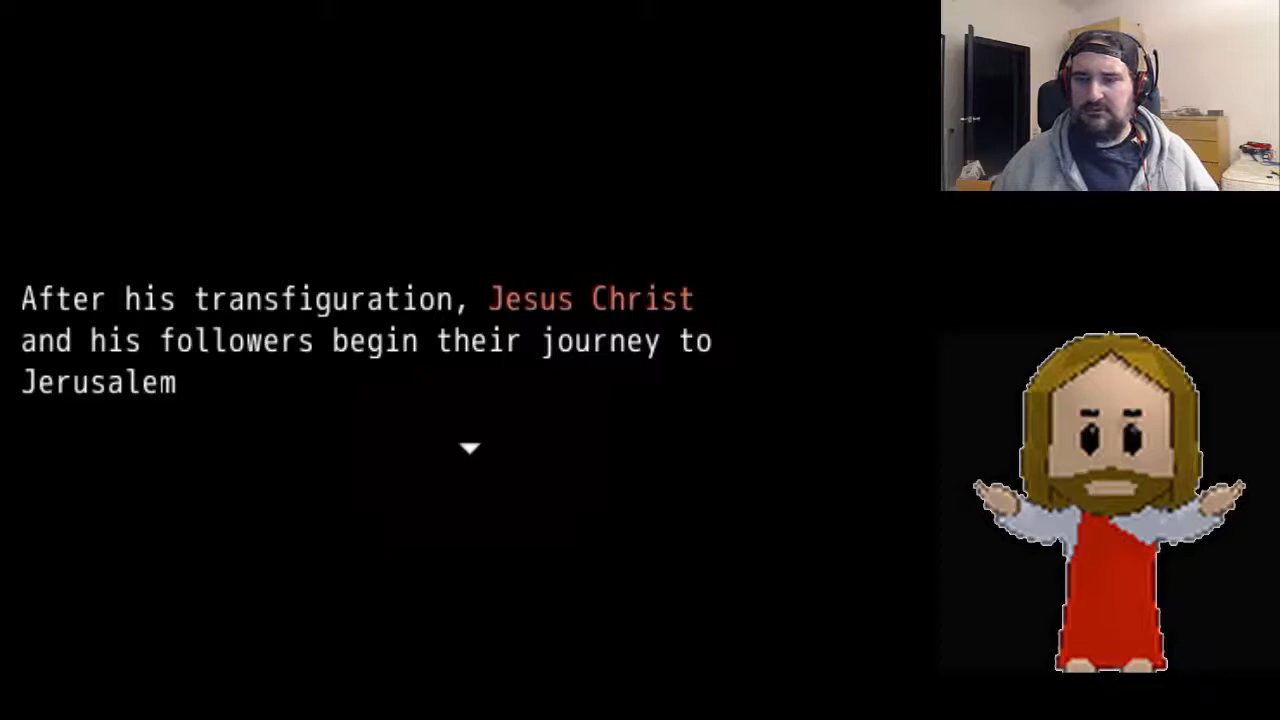 After his transfiguration, Jesus Christ
and his followers begin their journey to
Jerusalem